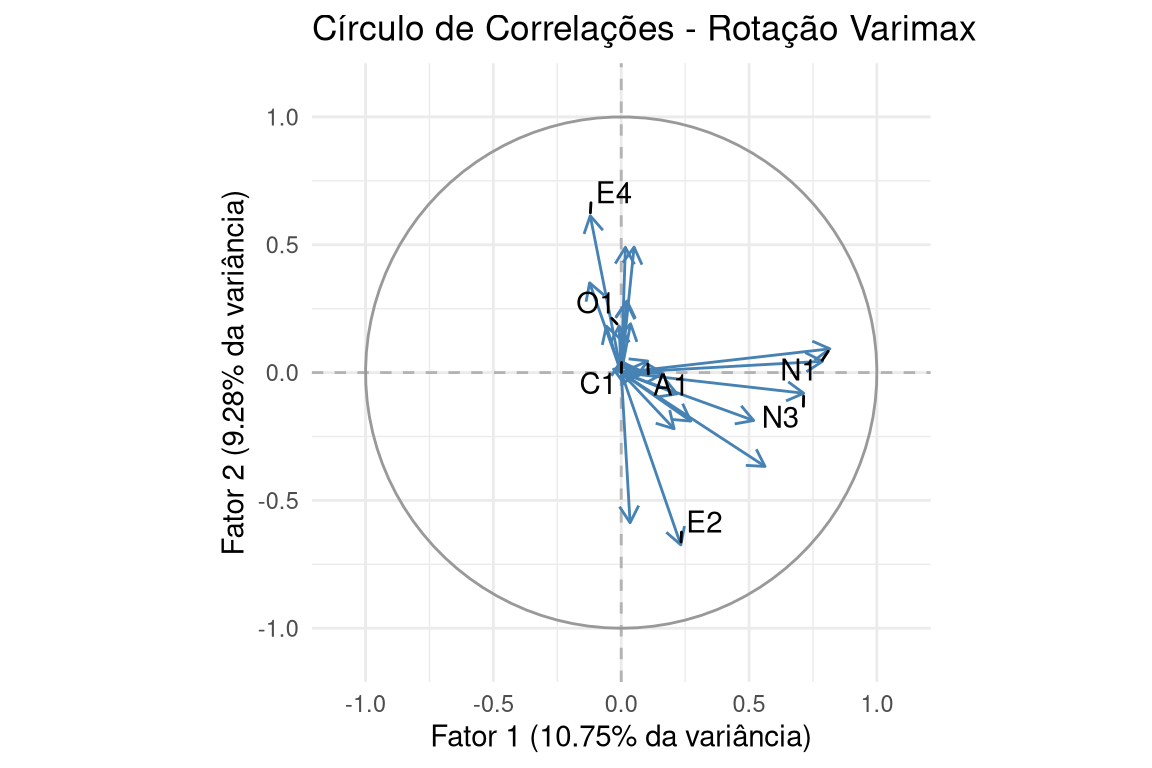 Círculo de Correlações - Rotação Varimax
Fator 2 (9.28% da variância)
1.0
0.5
0.0
-0.5
-1.0
E4
O1
C1
A1
N1
N3
E2
-1.0
-0.5
0.0
0.5
1.0
Fator 1 (10.75% da variância)